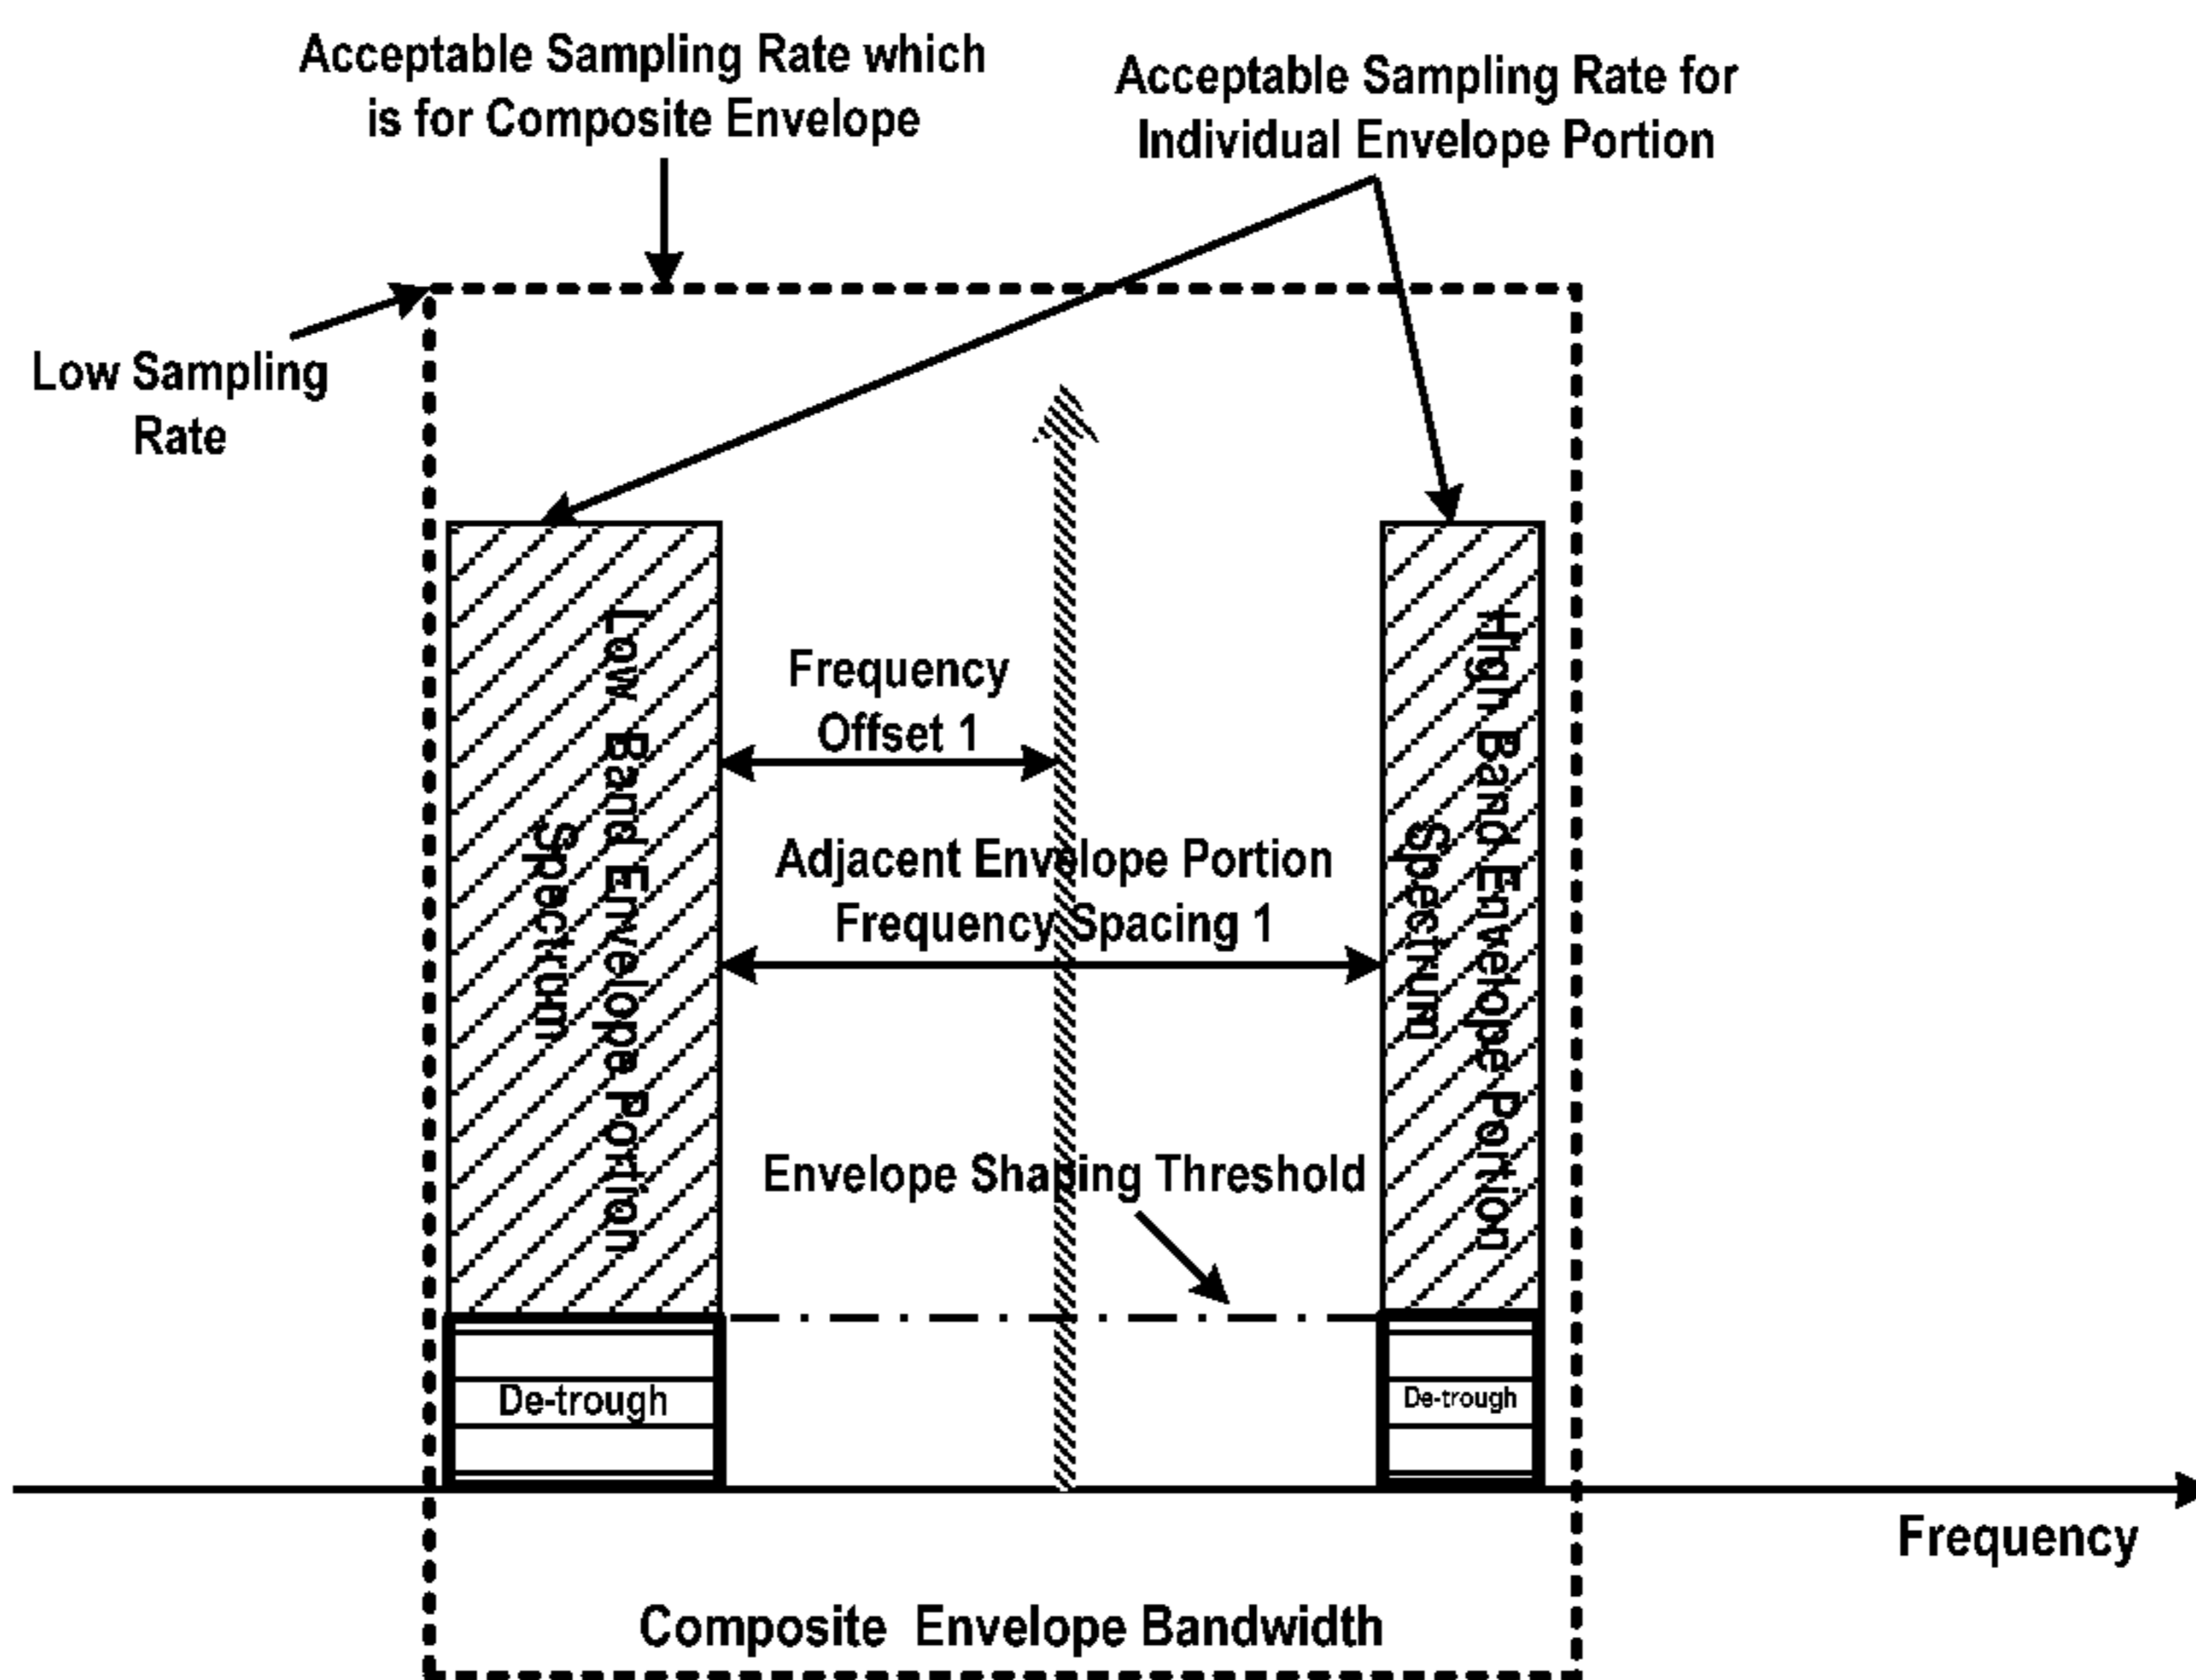 Acceptable Sampling Rate which
is for Composite Envelope
Acceptable Sampling Rate for
Individual Envelope Portion
Low Sampling
Rate
Low Band Envelope Portion
Spectrum
Frequency
Offset 1
Adjacent Envelope Portion
Frequency Spacing 1
High Band Envelope Portion
Spectrum
Envelope Shaping Threshold
De-trough
De-trough
Frequency
Composite Envelope Bandwidth